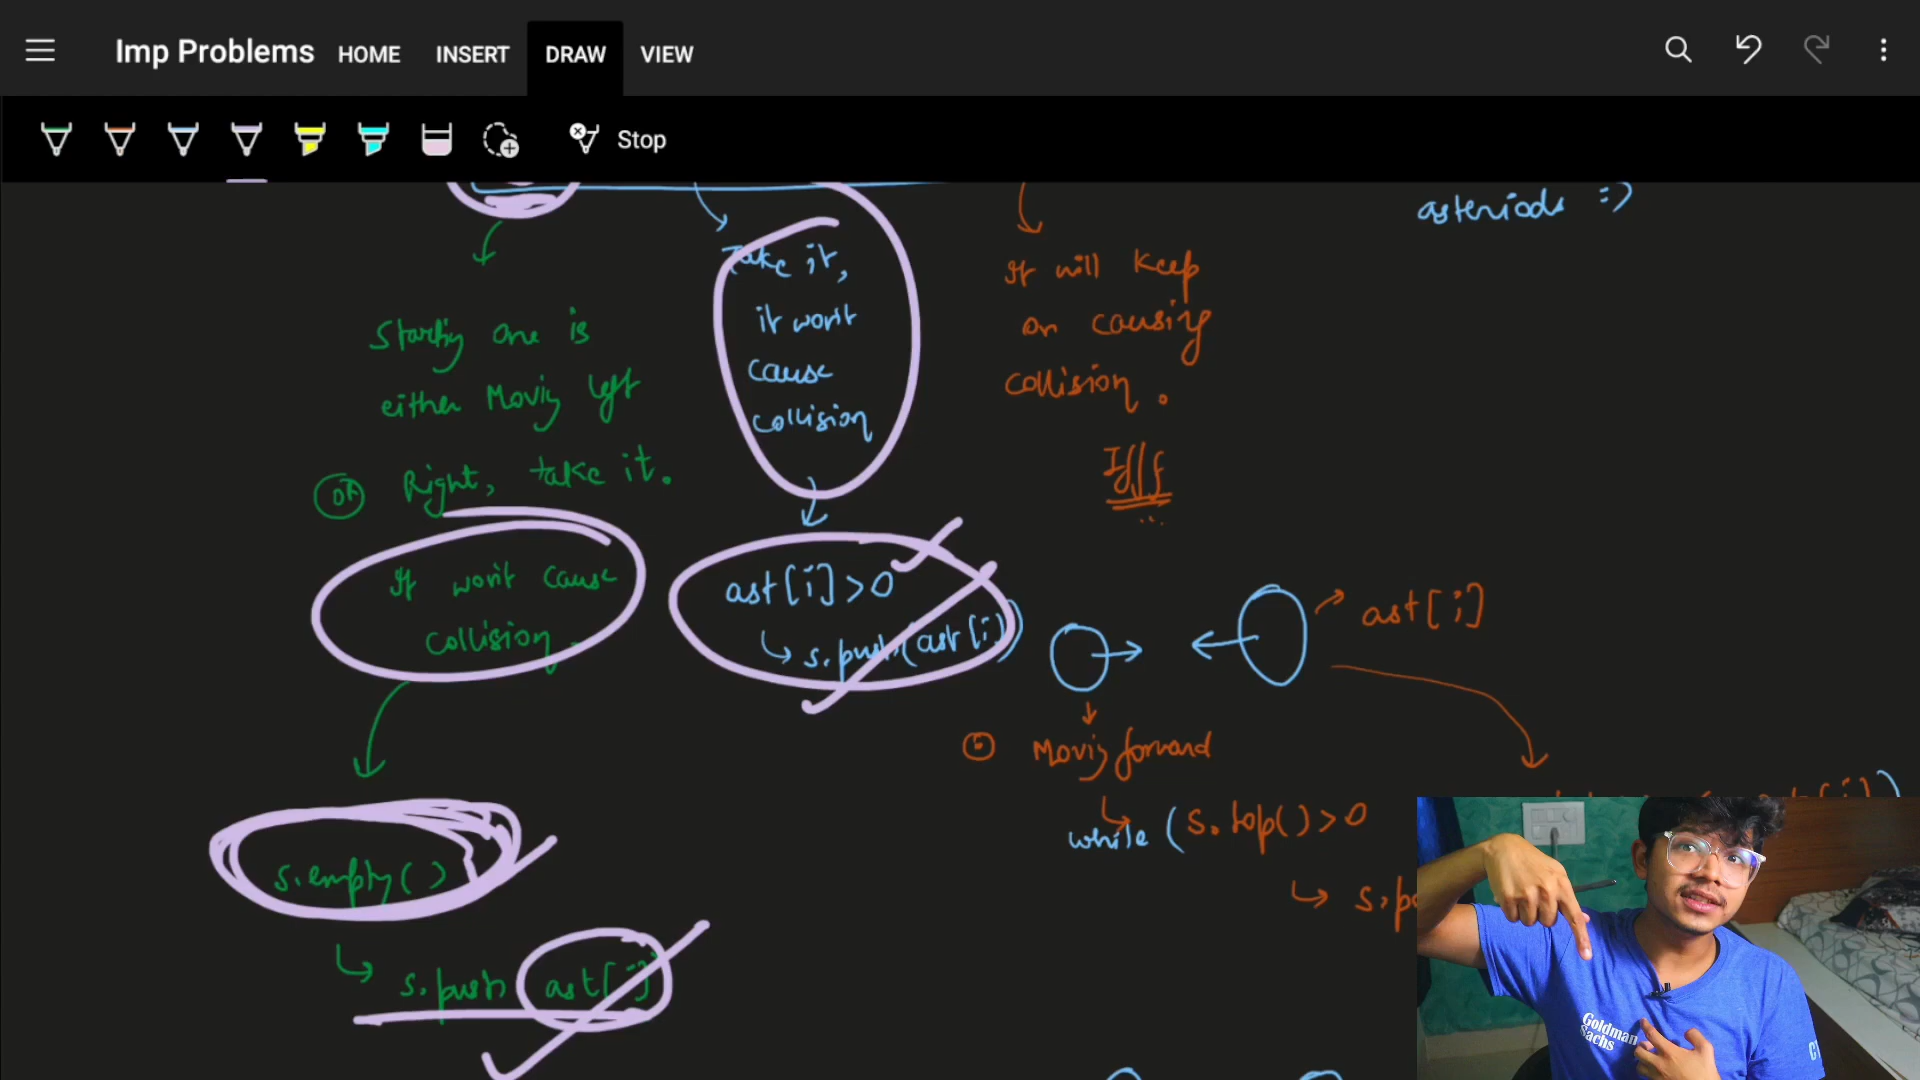 Imp Problems HOME INSERT DRAW VIEW
Stop
asteriods =>
Take it,
it won't
cause
collision
It will keep
on causing
collision.
Iff
Starting one is
either Moving left
OR Right, take it.
It won't cause
collision.
ast[i]>0
s.push(ast[i])
ast[i]
Moving forward
while (s.top()>0
s.empty()
s.push ast[i]
Goldman
Sachs